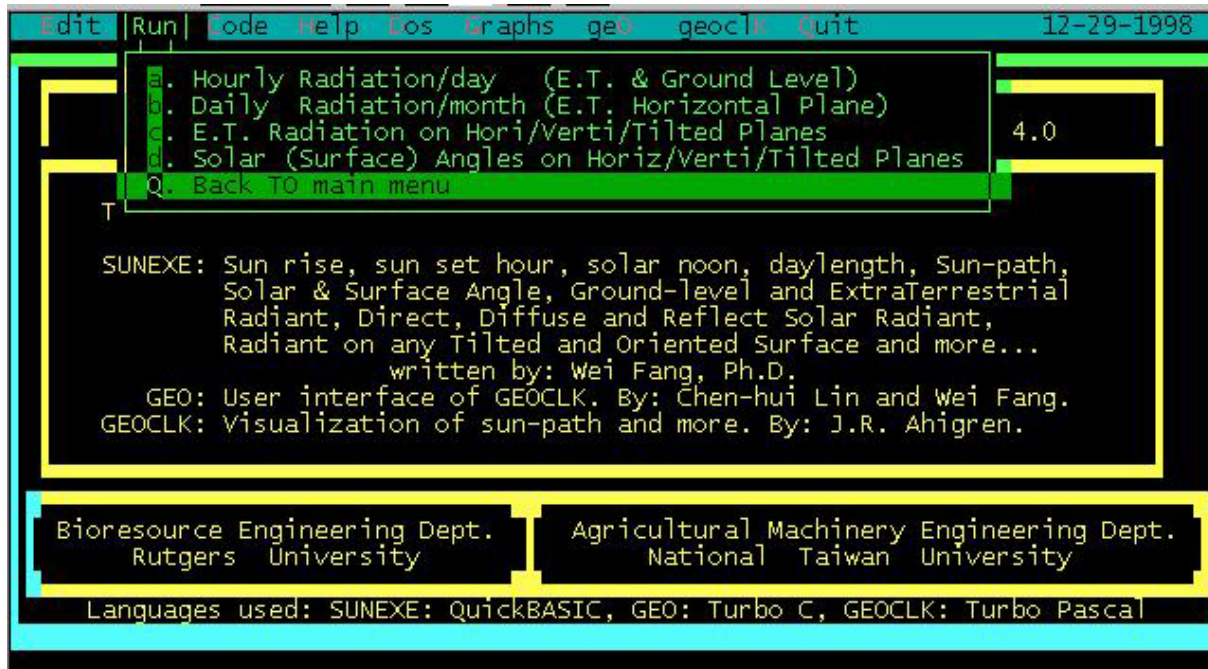 Edit |Run| Code Help Dos Graphs geO geoclK Quit 12-29-1998
a. Hourly Radiation/day (E.T. & Ground Level)
b. Daily Radiation/month (E.T. Horizontal Plane)
c. E.T. Radiation on Hori/Verti/Tilted Planes
4.0
d. Solar (Surface) Angles on Horiz/Verti/Tilted Planes
Q. Back TO main menu
T
SUNEXE: Sun rise, sun set hour, solar noon, daylength, Sun-path,
Solar & Surface Angle, Ground-level and ExtraTerrestrial
Radiant, Direct, Diffuse and Reflect Solar Radiant,
Radiant on any Tilted and Oriented Surface and more...
written by: Wei Fang, Ph.D.
GEO: User interface of GEOCLK. By: Chen-hui Lin and Wei Fang.
GEOCLK: Visualization of sun-path and more. By: J.R. Ahigren.
Bioresource Engineering Dept.
Rutgers University
Agricultural Machinery Engineering Dept.
National Taiwan University
Languages used: SUNEXE: QuickBASIC, GEO: Turbo C, GEOCLK: Turbo Pascal